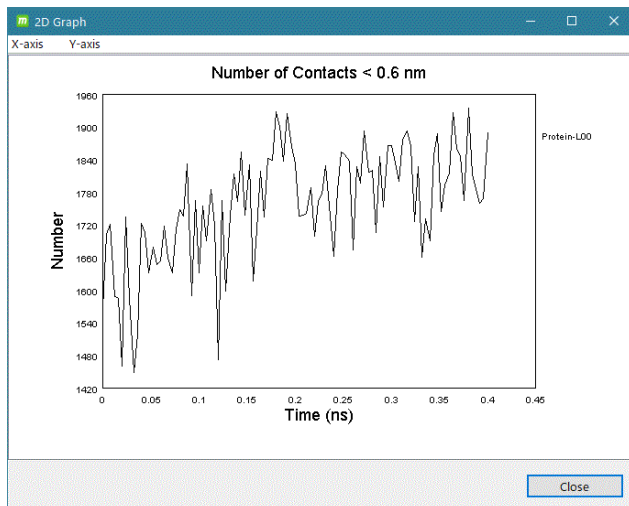 2D Graph
X-axis Y-axis
Number of Contacts < 0.6 nm
1960
1900
1840
1780
1720
1660
1600
1540
1480
1420
Number
Protein-L00
0 0.05 0.1 0.15 0.2 0.25 0.3 0.35 0.4 0.45
Time (ns)
Close